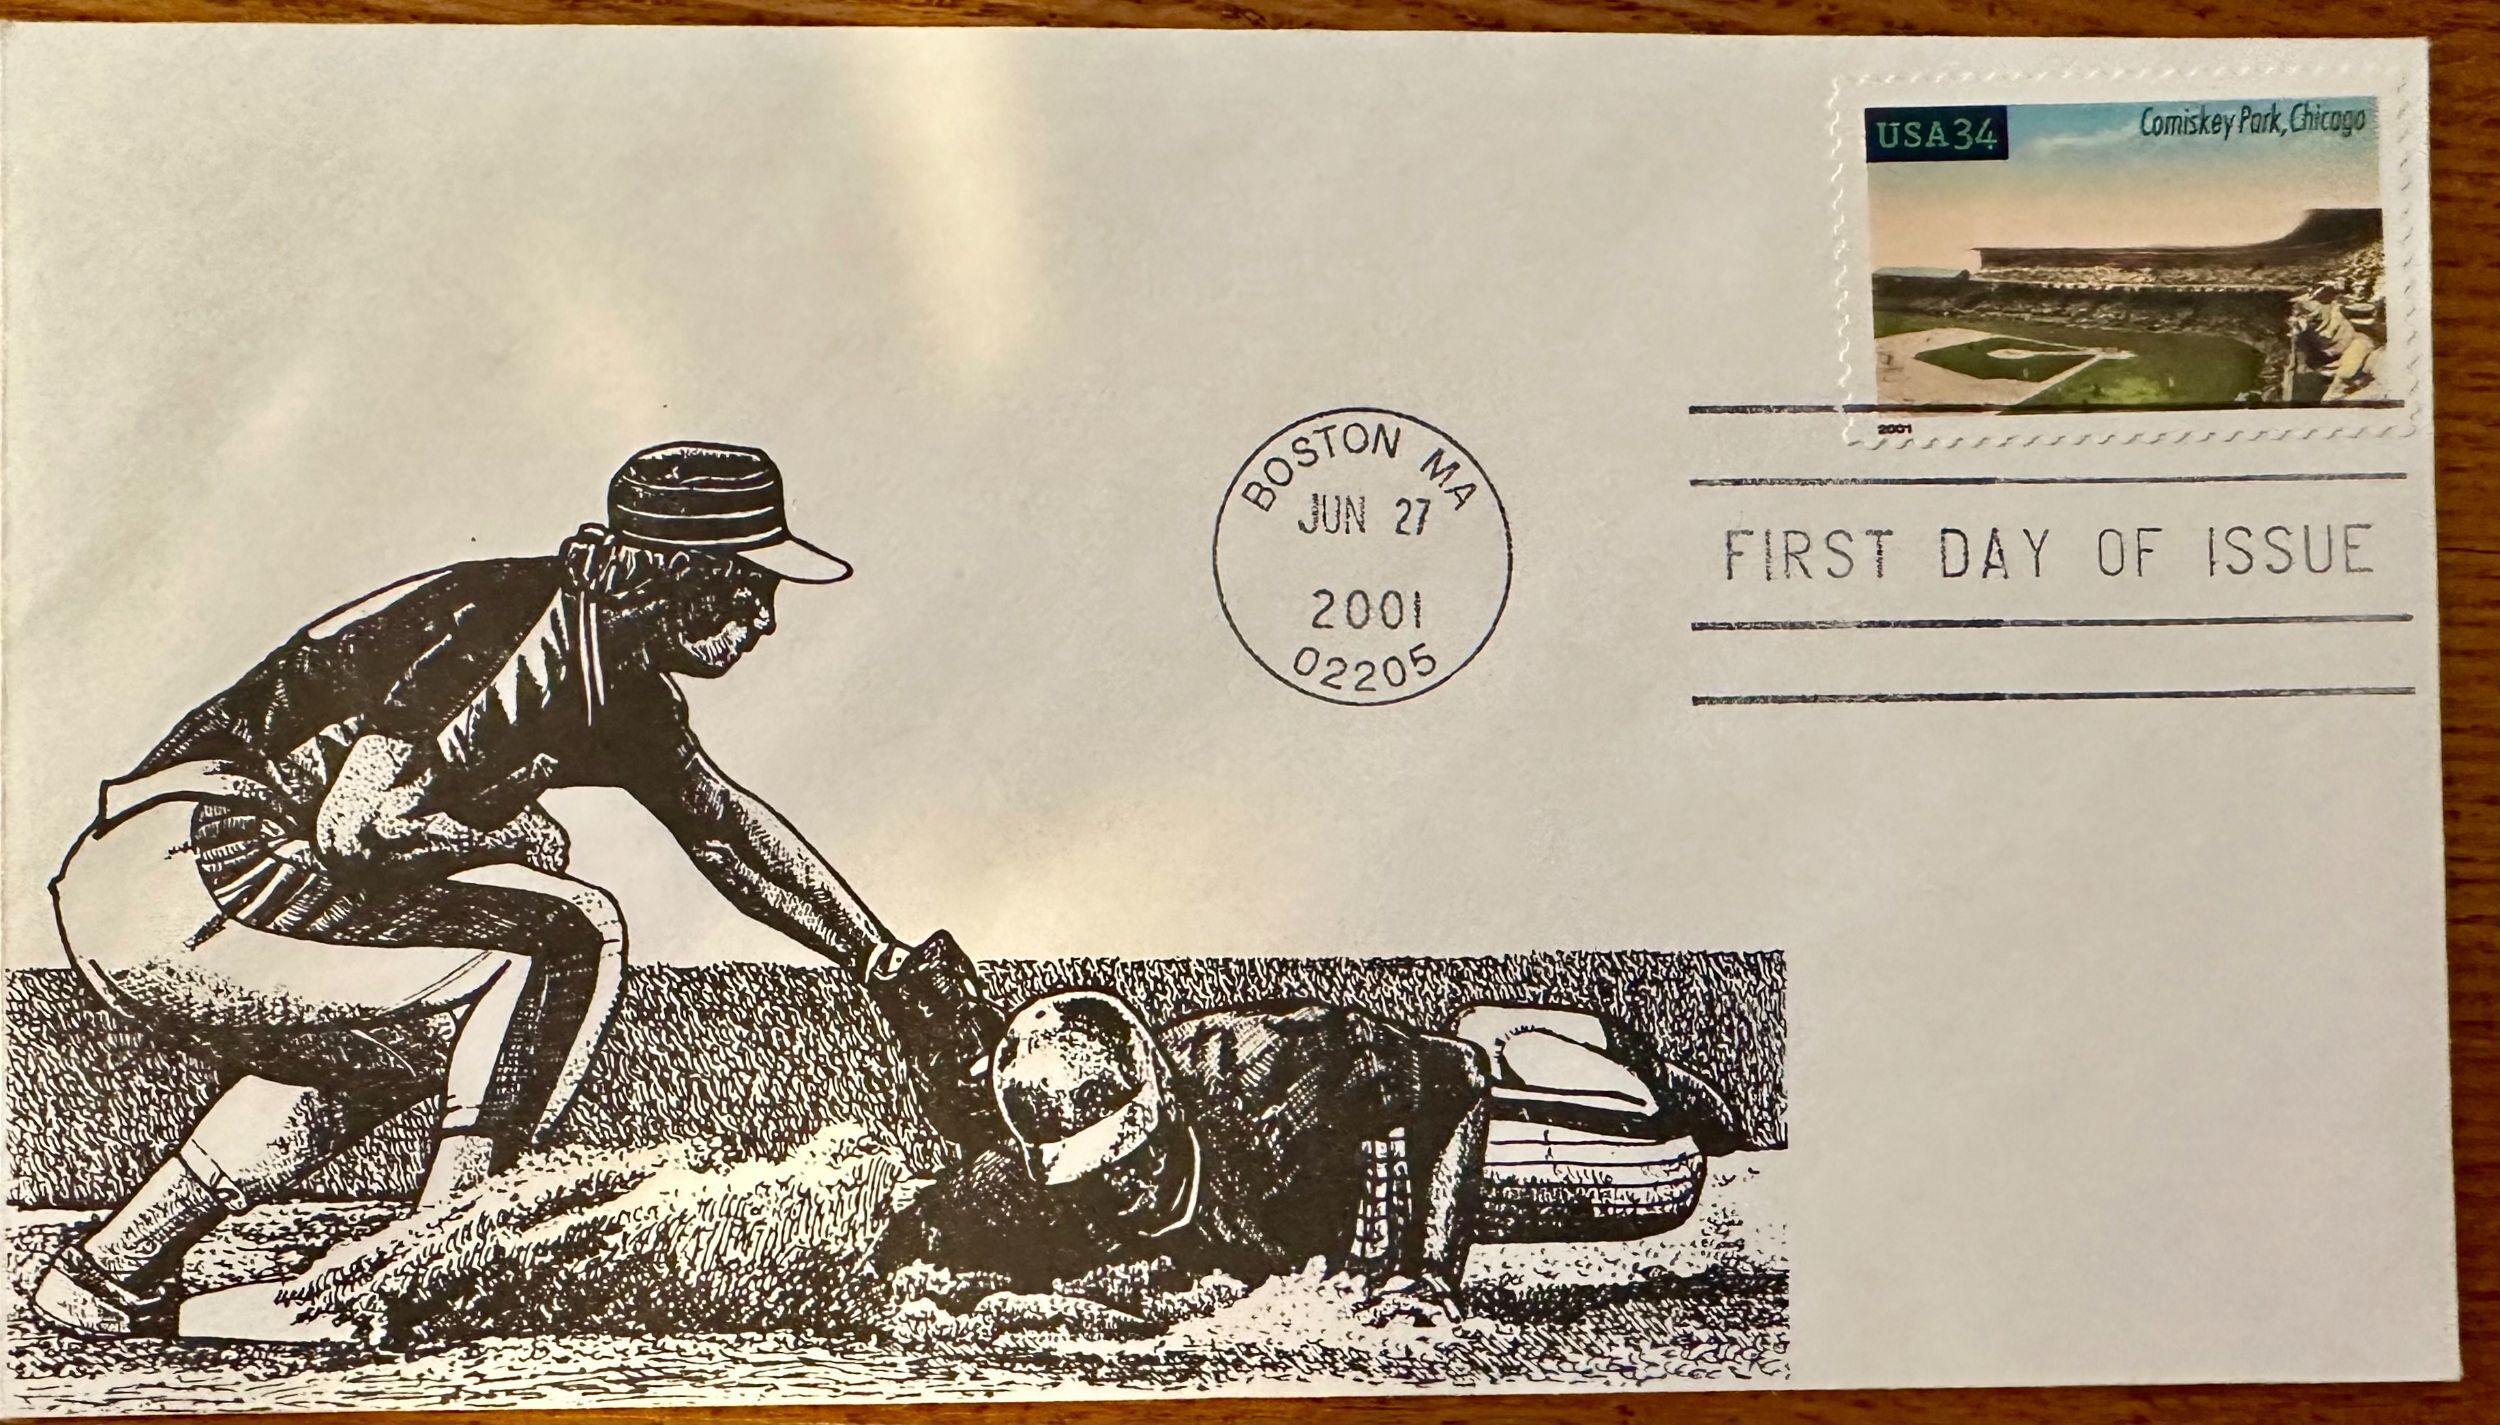 USA34
Comiskey Park, Chicago
2001
BOSTON MA
JUN 27
2001
02205
FIRST DAY OF ISSUE